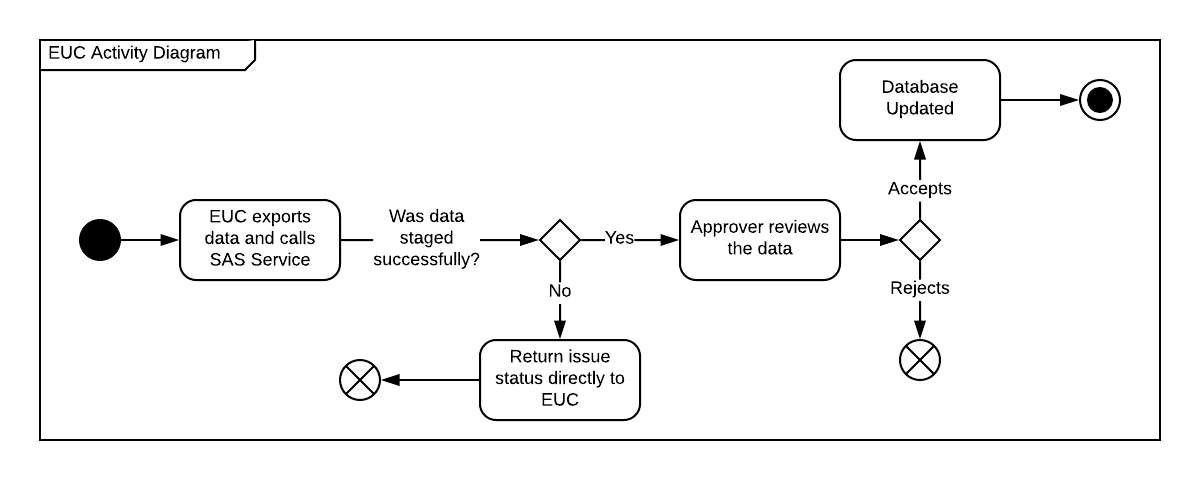 EUC Activity Diagram
Database
Updated
Accepts
EUC exports
data and calls
SAS Service
Was data
staged
successfully?
Yes
Approver reviews
the data
No
Rejects
Return issue
status directly to
EUC